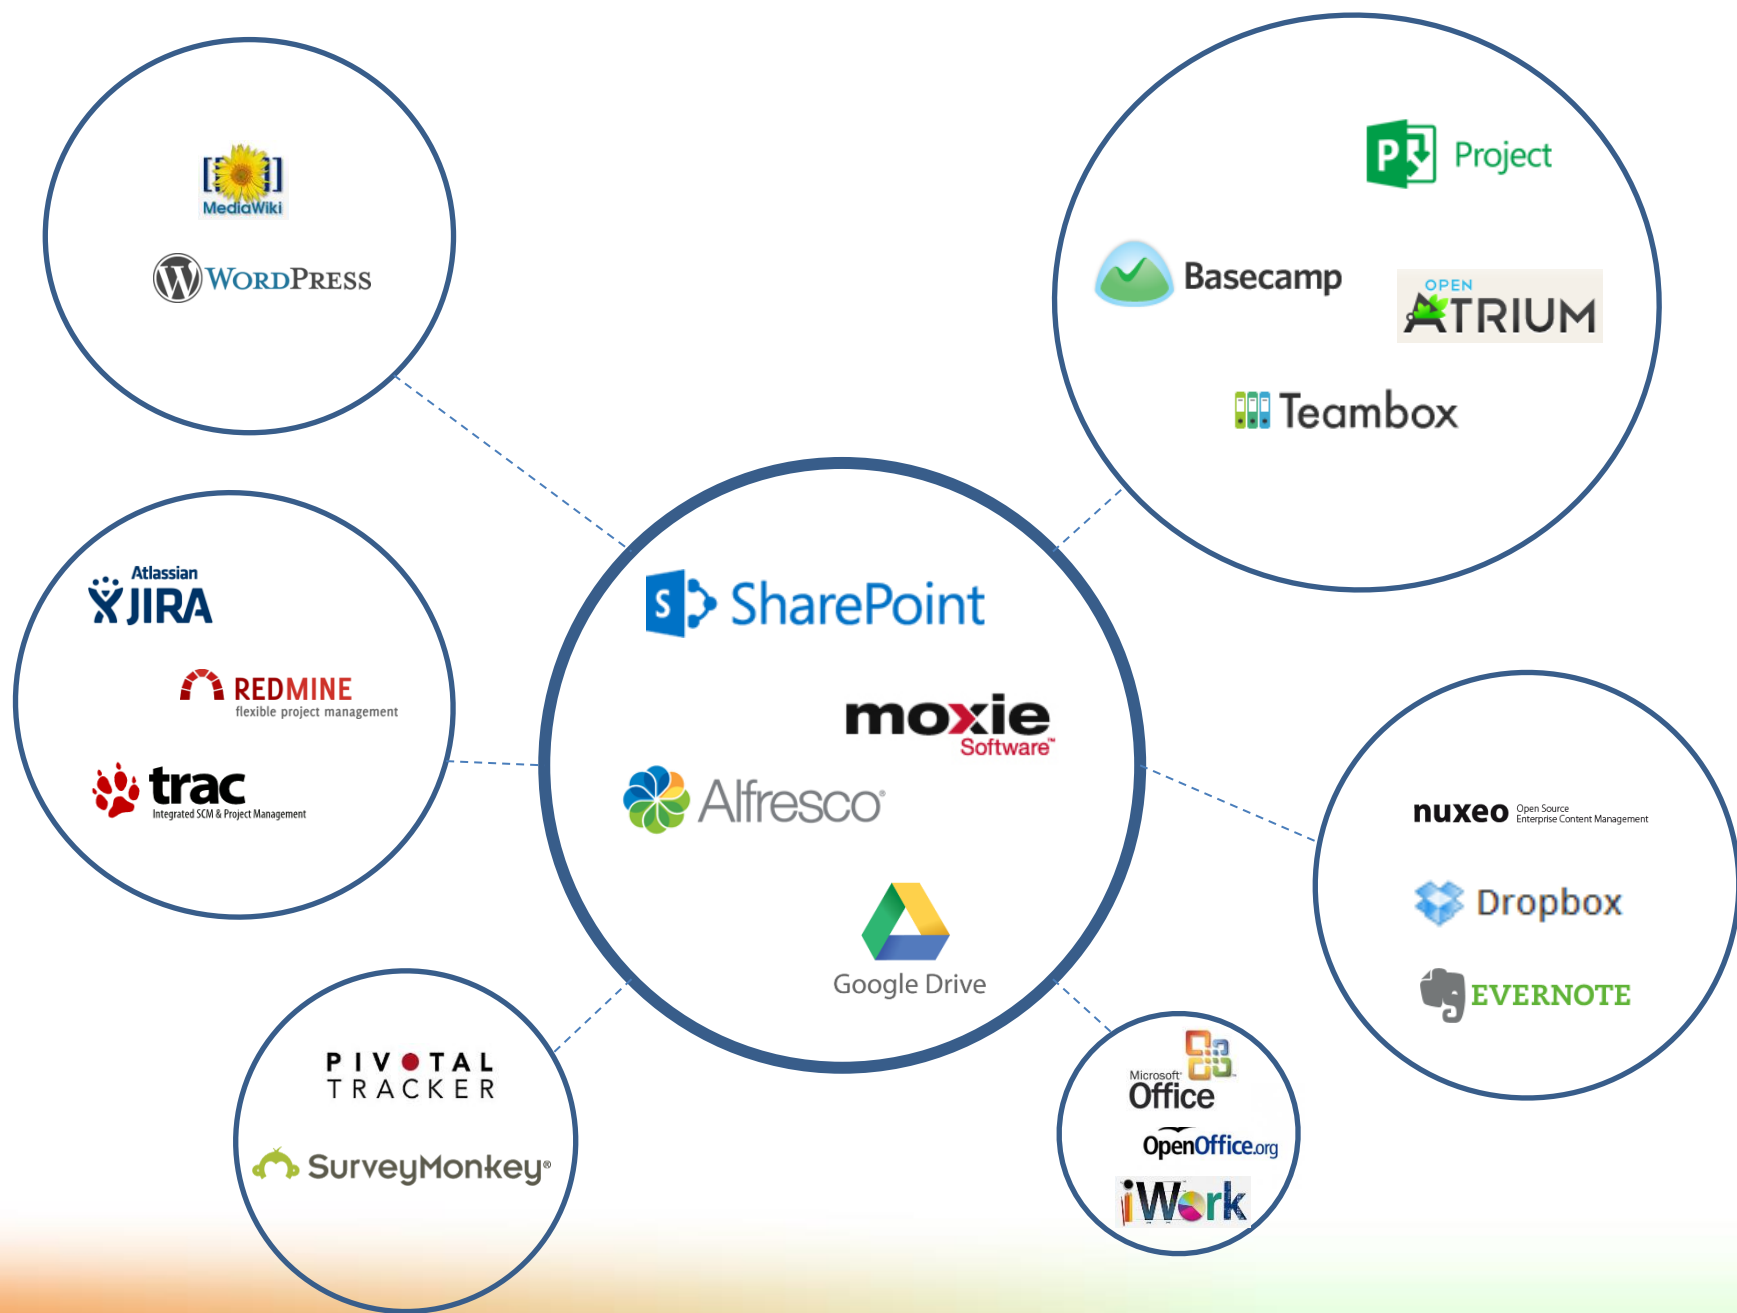 MediaWiki
WORDPRESS
Project
Basecamp
OPEN
ATRIUM
Teambox
Atlassian
JIRA
REDMINE
flexible project management
trac
Integrated SCM & Project Management
S
SharePoint
moxie
Software™
Alfresco®
Google Drive
nuxeo Open Source
Enterprise Content Management
Dropbox
EVERNOTE
PIVOTAL
TRACKER
SurveyMonkey®
Microsoft®
Office
OpenOffice.org
iWork